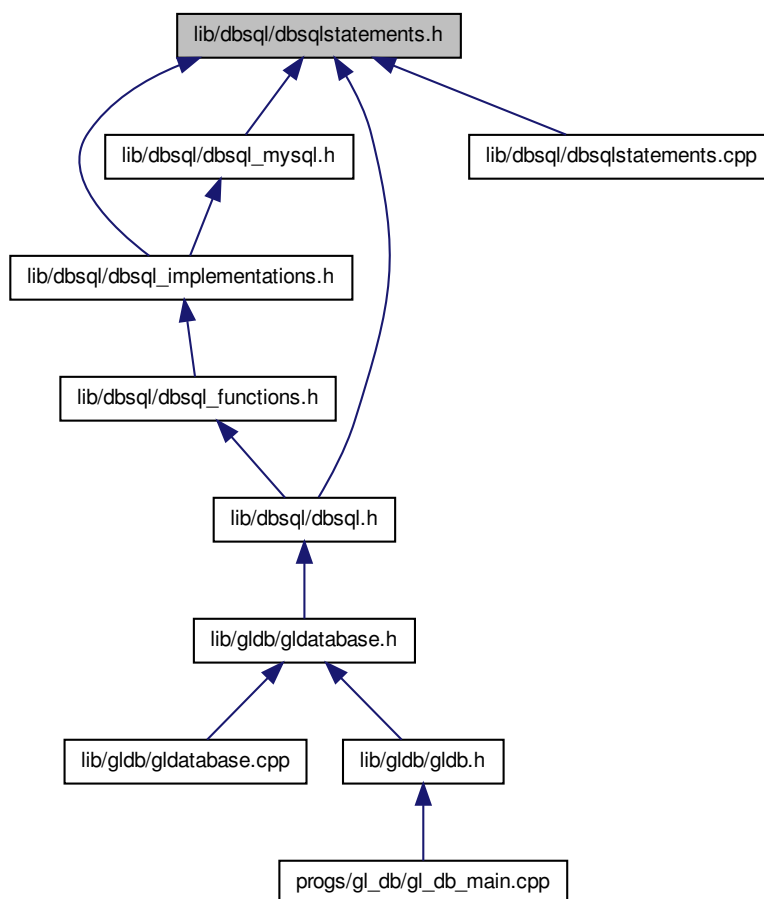 lib/dbsql/dbsqlstatements.h
lib/dbsql/dbsql_mysql.h
lib/dbsql/dbsqlstatements.cpp
lib/dbsql/dbsql_implementations.h
lib/dbsql/dbsql_functions.h
lib/dbsql/dbsql.h
lib/gldb/gldatabase.h
lib/gldb/gldatabase.cpp
lib/gldb/gldb.h
progs/gl_db/gl_db_main.cpp